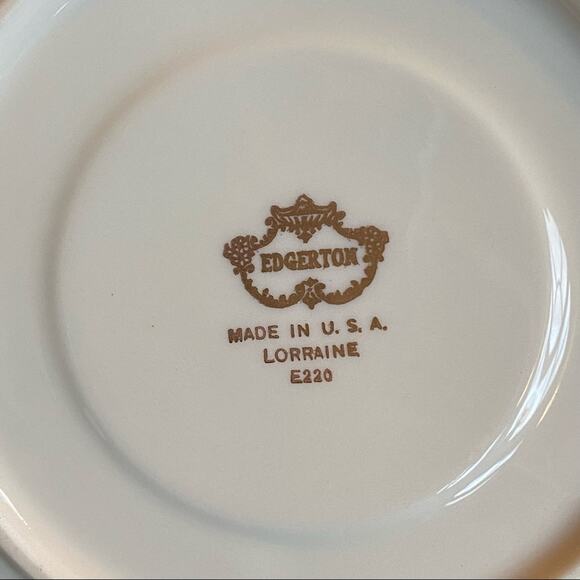 EDGERTON
MADE IN U. S. A.
LORRAINE
E220